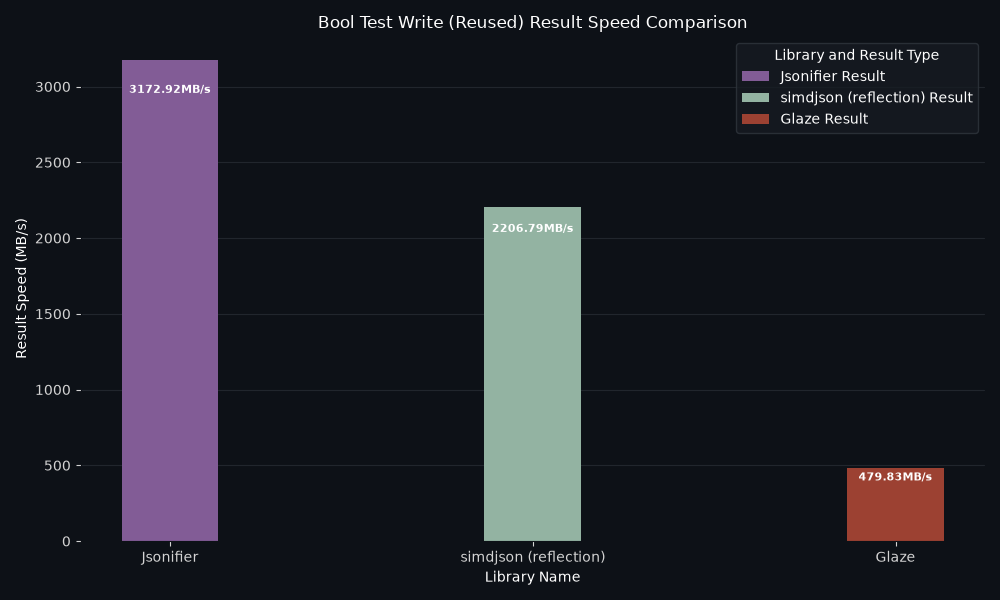 Bool Test Write (Reused) Result Speed Comparison
Library and Result Type
Jsonifier Result
simdjson (reflection) Result
Glaze Result
Result Speed (MB/s)
3000
2500
2000
1500
1000
500
0
3172.92MB/s
2206.79MB/s
479.83MB/s
Jsonifier
simdjson (reflection)
Glaze
Library Name